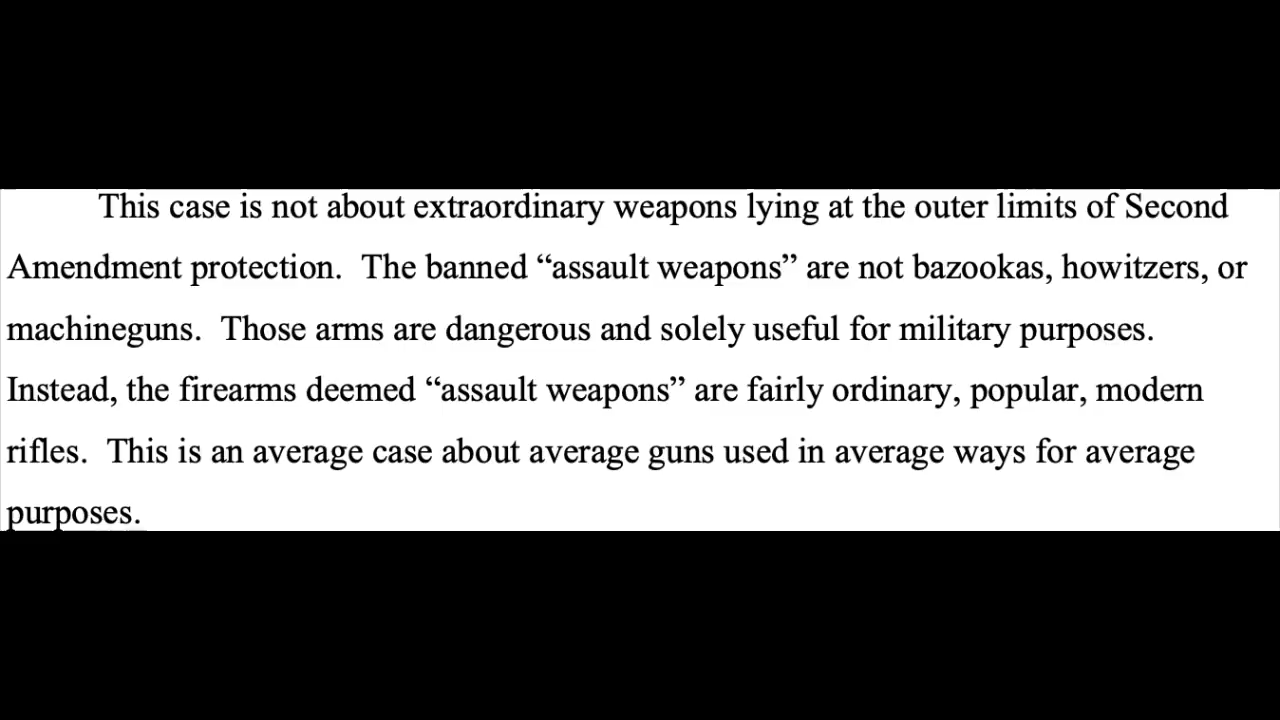 This case is not about extraordinary weapons lying at the outer limits of Second
Amendment protection.  The banned “assault weapons” are not bazookas, howitzers, or
machineguns.  Those arms are dangerous and solely useful for military purposes.
Instead, the firearms deemed “assault weapons” are fairly ordinary, popular, modern
rifles.  This is an average case about average guns used in average ways for average
purposes.